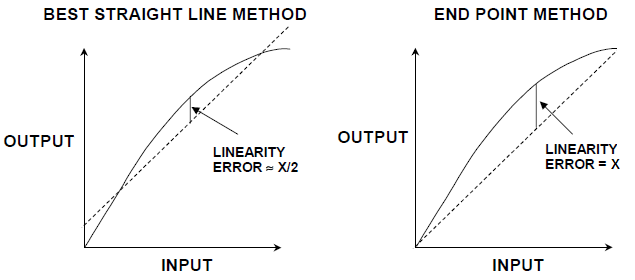 BEST STRAIGHT LINE METHOD
OUTPUT
LINEARITY
ERROR ≈ X/2
INPUT
END POINT METHOD
OUTPUT
LINEARITY
ERROR = X
INPUT